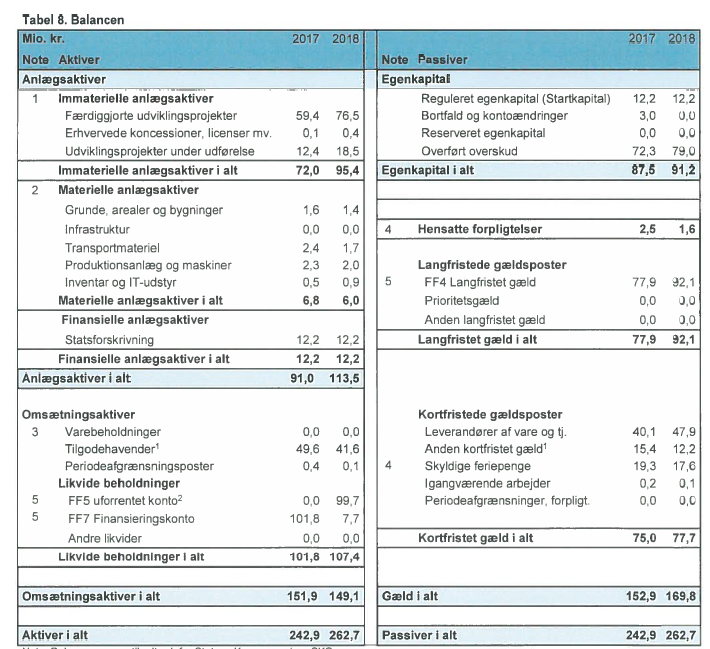 Tabel 8. Balancen
Mio. kr. 2017 2018
Note Aktiver
Anlægsaktiver
1 Immaterielle anlægsaktiver
Færdiggjorte udviklingsprojekter 59,4 76,5
Erhvervede koncessioner, licenser mv. 0,1 0,4
Udviklingsprojekter under udførelse 12,4 18,5
Immaterielle anlægsaktiver i alt 72,0 95,4
2 Materielle anlægsaktiver
Grunde, arealer og bygninger 1,6 1,4
Infrastruktur 0,0 0,0
Transportmateriel 2,4 1,7
Produktionsanlæg og maskiner 2,3 2,0
Inventar og IT-udstyr 0,5 0,9
Materielle anlægsaktiver i alt 6,8 6,0
Finansielle anlægsaktiver
Statsforskrivning 12,2 12,2
Finansielle anlægsaktiver i alt 12,2 12,2
Anlægsaktiver i alt 91,0 113,5
Omsætningsaktiver
3 Varebeholdninger 0,0 0,0
Tilgodehavender¹ 49,6 41,6
Periodeafgrænsningsposter 0,4 0,1
Likvide beholdninger
5 FF5 uforrentet konto² 0,0 99,7
5 FF7 Finansieringskonto 101,8 7,7
Andre likvider 0,0 0,0
Likvide beholdninger i alt 101,8 107,4
Omsætningsaktiver i alt 151,9 149,1
Aktiver i alt 242,9 262,7
2017 2018
Note Passiver
Egenkapital
Reguleret egenkapital (Startkapital) 12,2 12,2
Bortfald og kontoændringer 3,0 0,0
Reserveret egenkapital 0,0 0,0
Overført overskud 72,3 79,0
Egenkapital i alt 87,5 91,2
4 Hensatte forpligtelser 2,5 1,6
Langfristede gældsposter
5 FF4 Langfristet gæld 77,9 92,1
Prioritetsgæld 0,0 0,0
Anden langfristet gæld 0,0 0,0
Langfristet gæld i alt 77,9 92,1
Kortfristede gældsposter
Leverandører af vare og tj. 40,1 47,9
Anden kortfristet gæld¹ 15,4 12,2
4 Skyldige feriepenge 19,3 17,6
Igangværende arbejder 0,2 0,1
Periodeafgrænsninger, forpligt. 0,0 0,0
Kortfristet gæld i alt 75,0 77,7
Gæld i alt 152,9 169,8
Passiver i alt 242,9 262,7